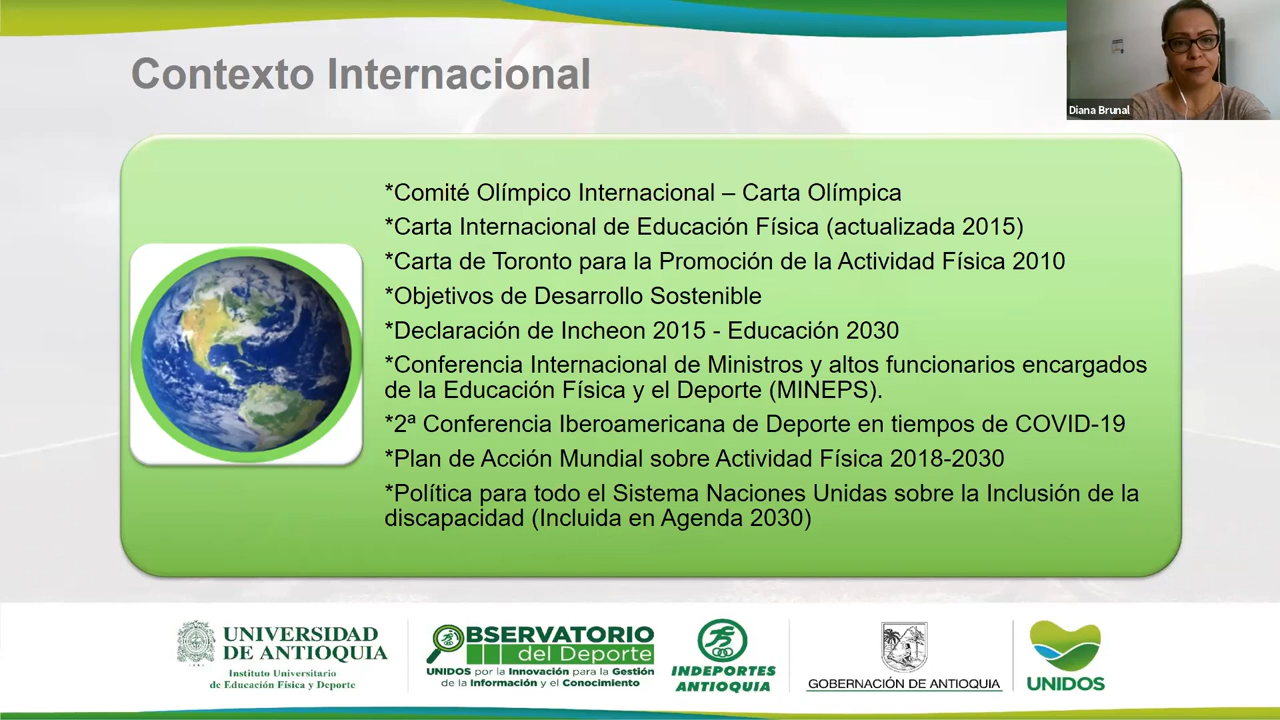 Contexto Internacional
Diana Brunal
*Comité Olímpico Internacional – Carta Olímpica
*Carta Internacional de Educación Física (actualizada 2015)
*Carta de Toronto para la Promoción de la Actividad Física 2010
*Objetivos de Desarrollo Sostenible
*Declaración de Incheon 2015 - Educación 2030
*Conferencia Internacional de Ministros y altos funcionarios encargados
de la Educación Física y el Deporte (MINEPS).
*2ª Conferencia Iberoamericana de Deporte en tiempos de COVID-19
*Plan de Acción Mundial sobre Actividad Física 2018-2030
*Política para todo el Sistema Naciones Unidas sobre la Inclusión de la
discapacidad (Incluida en Agenda 2030)
UNIVERSIDAD
DE ANTIOQUIA
Instituto Universitario
de Educación Física y Deporte
OBSERVATORIO
del Deporte
UNIDOS por la Innovación para la Gestión
de la Información y el Conocimiento
INDEPORTES
ANTIOQUIA
GOBERNACIÓN DE ANTIOQUIA
UNIDOS